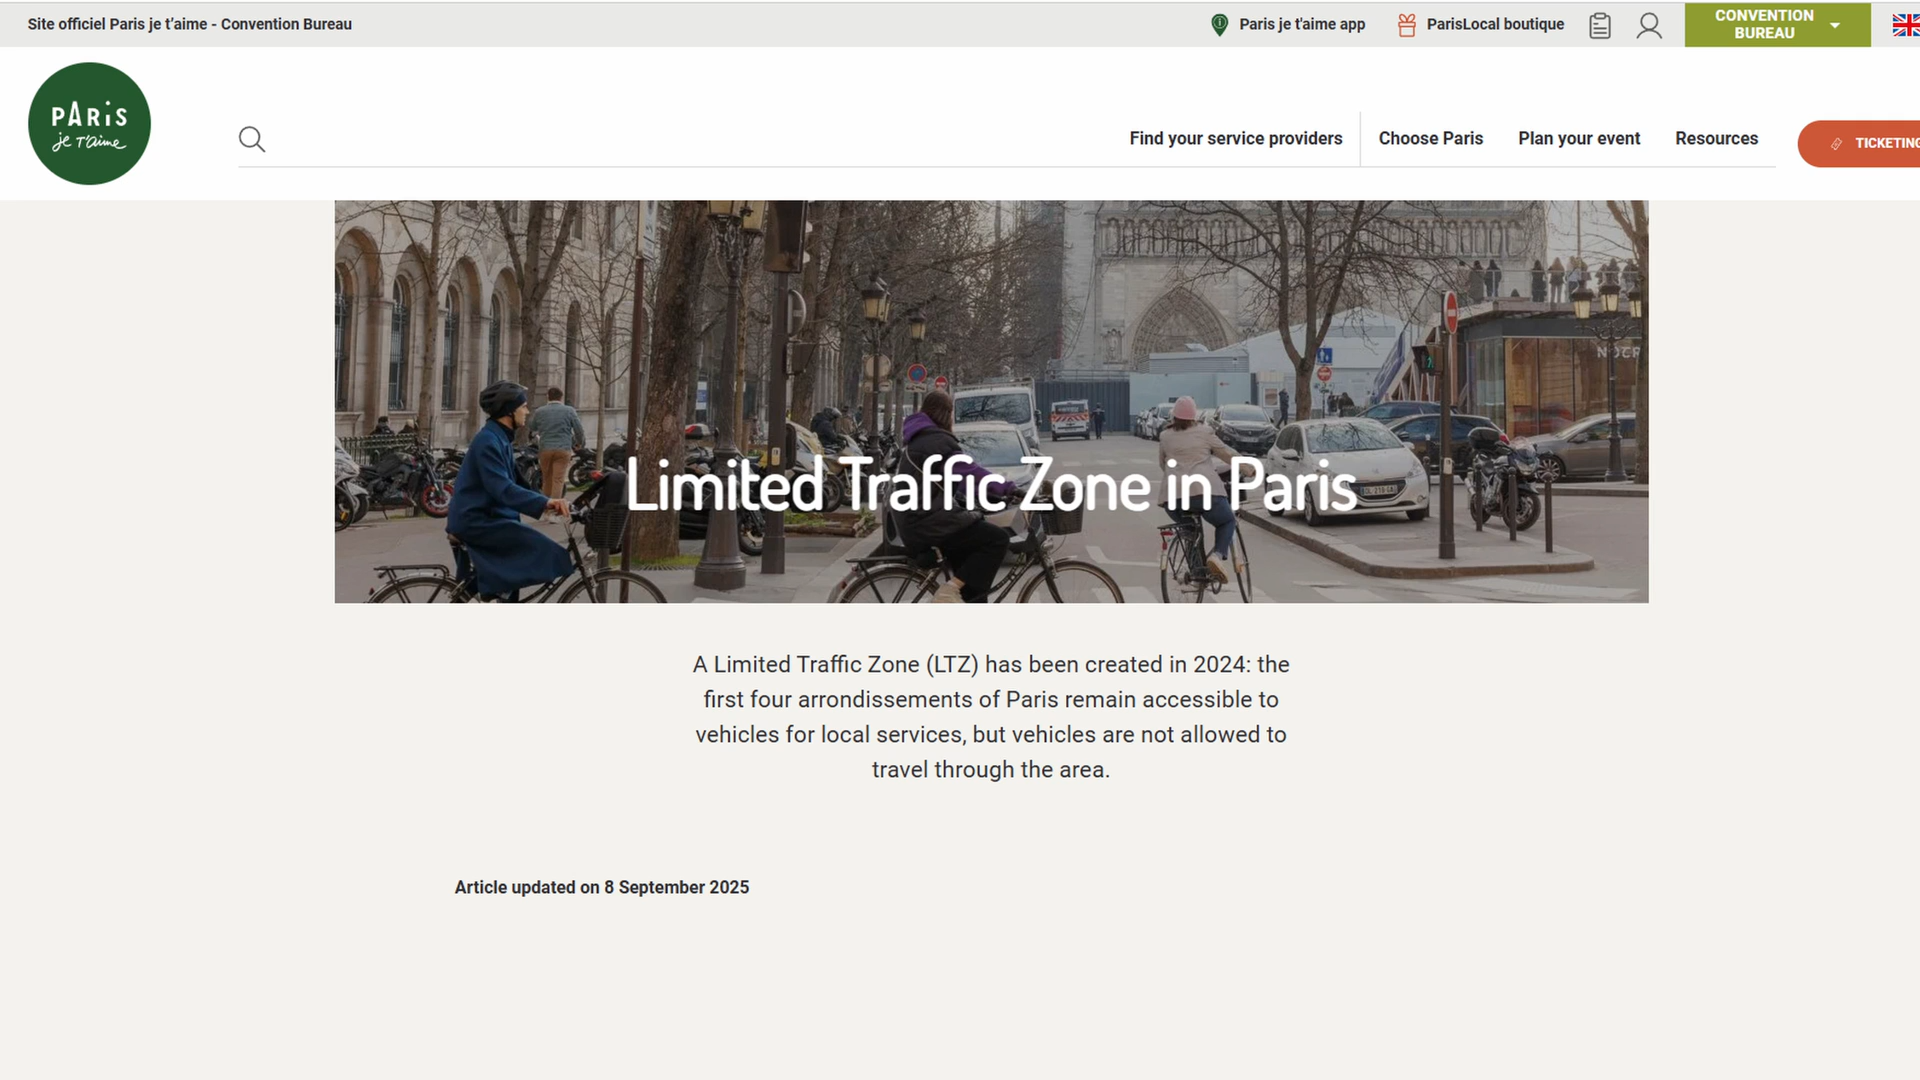 Site officiel Paris je t'aime - Convention Bureau
Paris je t'aime app
ParisLocal boutique
CONVENTION
BUREAU
PARIS
je t'aime
Find your service providers
Choose Paris
Plan your event
Resources
TICKETING
Limited Traffic Zone in Paris
A Limited Traffic Zone (LTZ) has been created in 2024: the
first four arrondissements of Paris remain accessible to
vehicles for local services, but vehicles are not allowed to
travel through the area.
Article updated on 8 September 2025